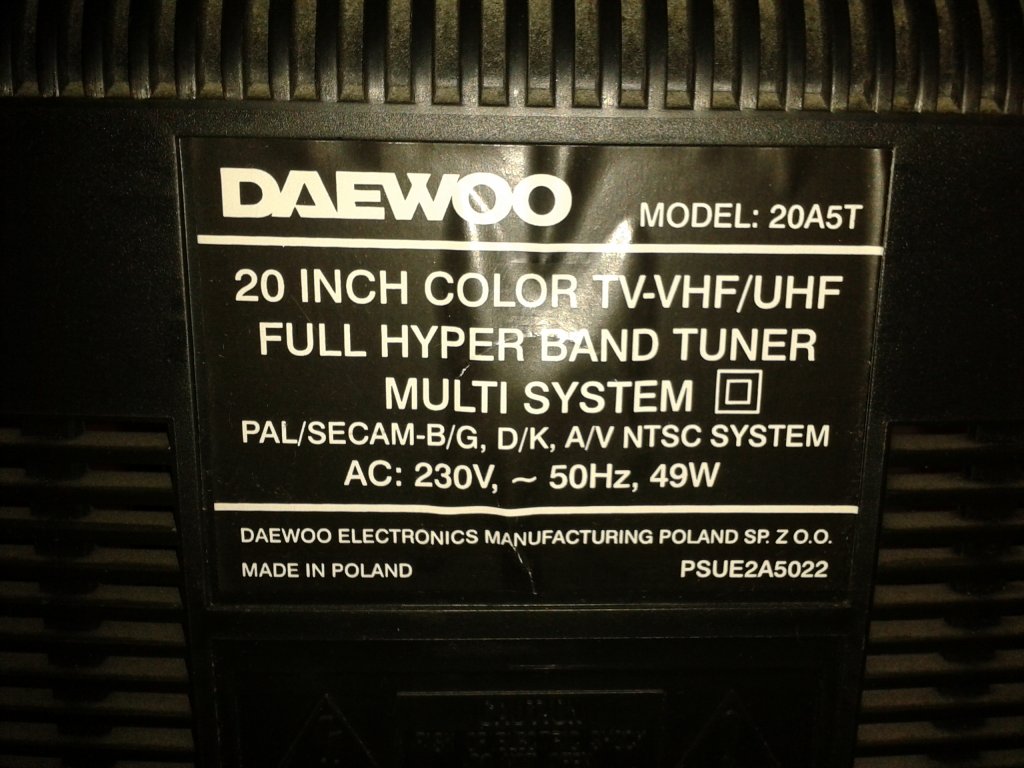 DAEWOO MODEL: 20A5T
20 INCH COLOR TV-VHF/UHF
FULL HYPER BAND TUNER
MULTI SYSTEM
PAL/SECAM-B/G, D/K, A/V NTSC SYSTEM
AC: 230V, ~ 50Hz, 49W
DAEWOO ELECTRONICS MANUFACTURING POLAND SP. Z O.O.
MADE IN POLAND PSUE2A5022
CAUTION